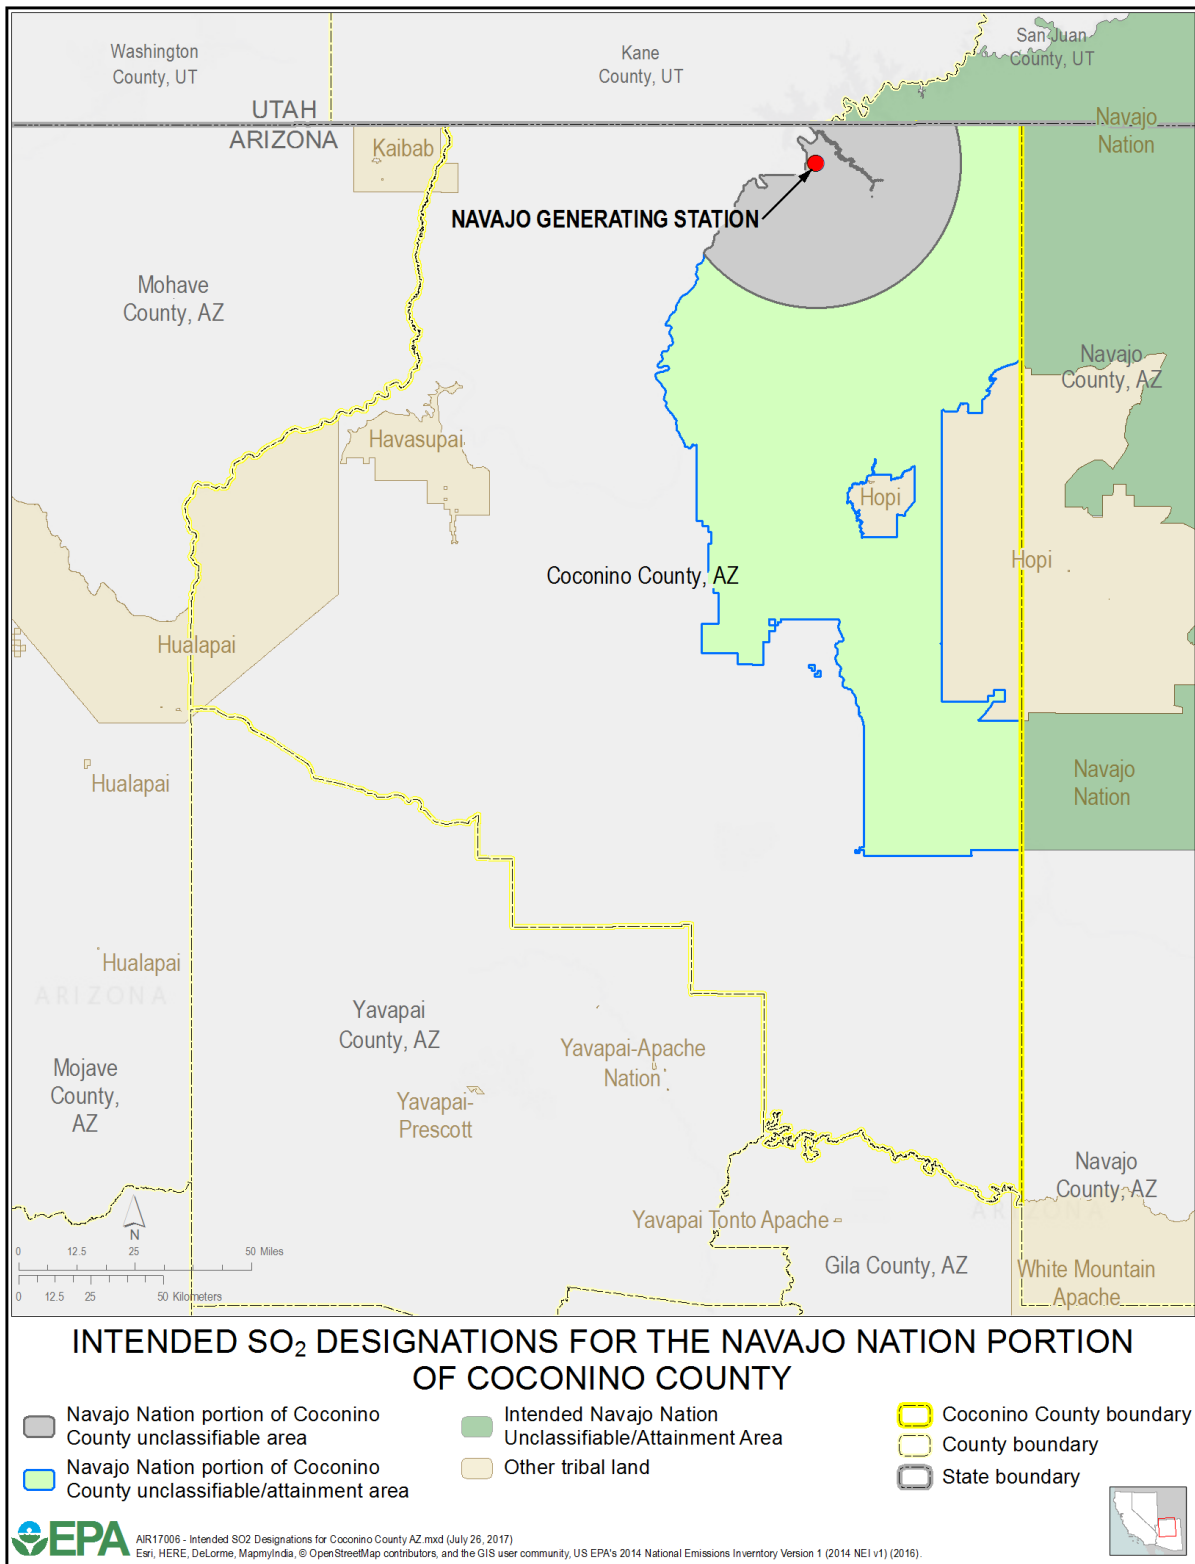 Washington
County, UT
Kane
County, UT
San Juan
County, UT
UTAH
ARIZONA
Kaibab
Navajo
Nation
NAVAJO GENERATING STATION
Mohave
County, AZ
Navajo
County, AZ
Havasupai
Hopi
Hopi
Coconino County, AZ
Hualapai
Hualapai
Navajo
Nation
Hualapai
ARIZONA
Yavapai
County, AZ
Yavapai-Apache
Nation
Mojave
County,
AZ
Yavapai-
Prescott
Navajo
County, AZ
ARIZONA
Yavapai Tonto Apache
Gila County, AZ
White Mountain
Apache
N
0 12.5 25 50 Miles
0 12.5 25 50 Kilometers
INTENDED SO2 DESIGNATIONS FOR THE NAVAJO NATION PORTION
OF COCONINO COUNTY
Navajo Nation portion of Coconino
County unclassifiable area
Navajo Nation portion of Coconino
County unclassifiable/attainment area
Intended Navajo Nation
Unclassifiable/Attainment Area
Other tribal land
Coconino County boundary
County boundary
State boundary
EPA
AIR17006 - Intended SO2 Designations for Coconino County AZ.mxd (July 26, 2017)
Esri, HERE, DeLorme, MapmyIndia, © OpenStreetMap contributors, and the GIS user community, US EPA's 2014 National Emissions Inverntory Version 1 (2014 NEI v1) (2016).